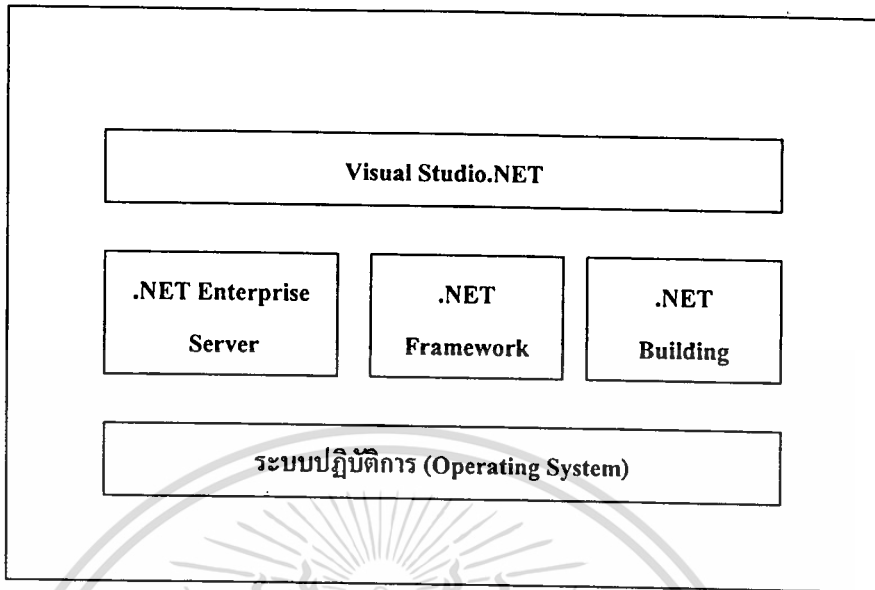 Visual Studio.NET
.NET Enterprise
Server
.NET
Framework
.NET
Building
ระบบปฏิบัติการ (Operating System)